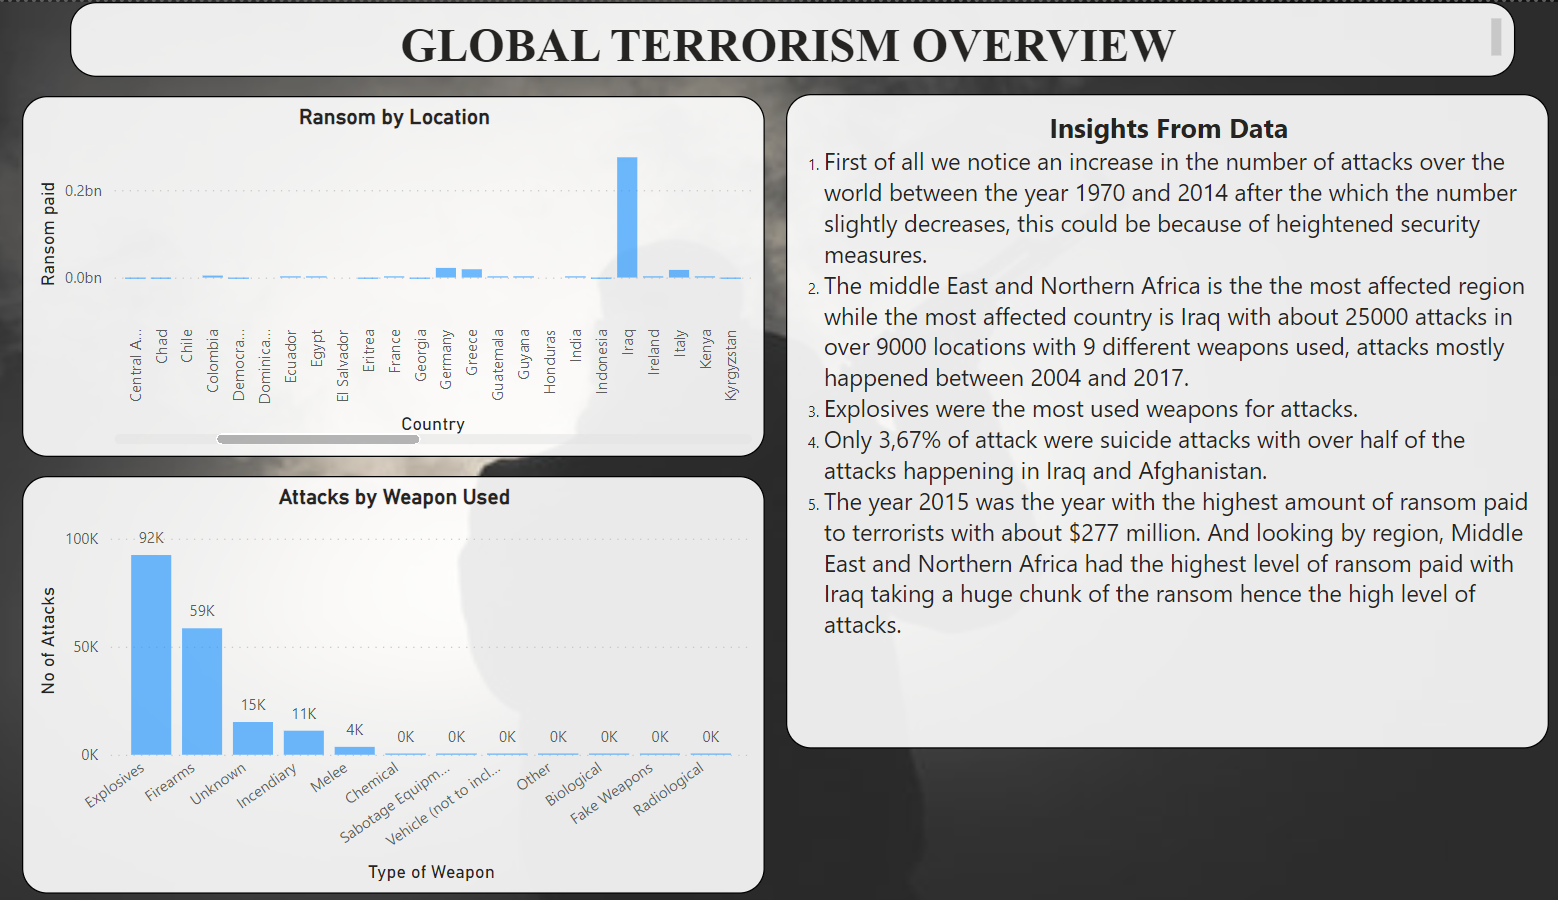 GLOBAL TERRORISM OVERVIEW
Ransom by Location
Ransom paid
0.2bn
0.0bn
Central A...
Chad
Chile
Colombia
Democra...
Dominica...
Ecuador
Egypt
El Salvador
Eritrea
France
Georgia
Germany
Greece
Guatemala
Guyana
Honduras
India
Indonesia
Iraq
Ireland
Italy
Kenya
Kyrgyzstan
Country
Attacks by Weapon Used
No of Attacks
100K
50K
0K
92K
59K
15K
11K
4K
0K
0K
0K
0K
0K
0K
0K
Explosives
Firearms
Unknown
Incendiary
Melee
Chemical
Sabotage Equipm...
Vehicle (not to incl...
Other
Biological
Fake Weapons
Radiological
Type of Weapon
Insights From Data
1. First of all we notice an increase in the number of attacks over the
world between the year 1970 and 2014 after the which the number
slightly decreases, this could be because of heightened security
measures.
2. The middle East and Northern Africa is the the most affected region
while the most affected country is Iraq with about 25000 attacks in
over 9000 locations with 9 different weapons used, attacks mostly
happened between 2004 and 2017.
3. Explosives were the most used weapons for attacks.
4. Only 3,67% of attack were suicide attacks with over half of the
attacks happening in Iraq and Afghanistan.
5. The year 2015 was the year with the highest amount of ransom paid
to terrorists with about $277 million. And looking by region, Middle
East and Northern Africa had the highest level of ransom paid with
Iraq taking a huge chunk of the ransom hence the high level of
attacks.